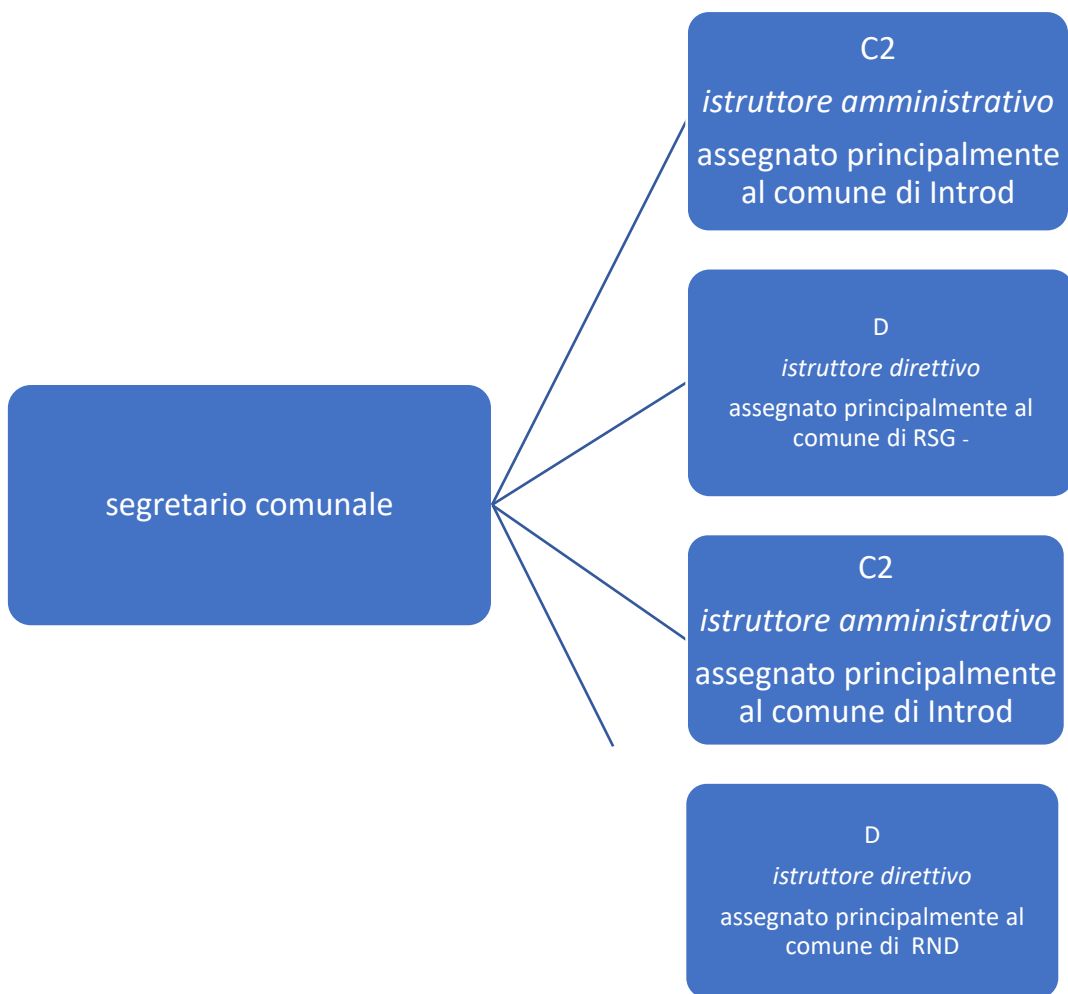 C2
istruttore amministrativo
assegnato principalmente
al comune di Introd
D
istruttore direttivo
assegnato principalmente al
comune di RSG -
segretario comunale
C2
istruttore amministrativo
assegnato principalmente
al comune di Introd
D
istruttore direttivo
assegnato principalmente al
comune di  RND